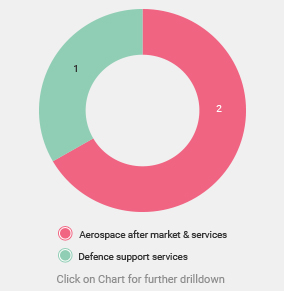 1
2
Aerospace after market & services
Defence support services
Click on Chart for further drilldown